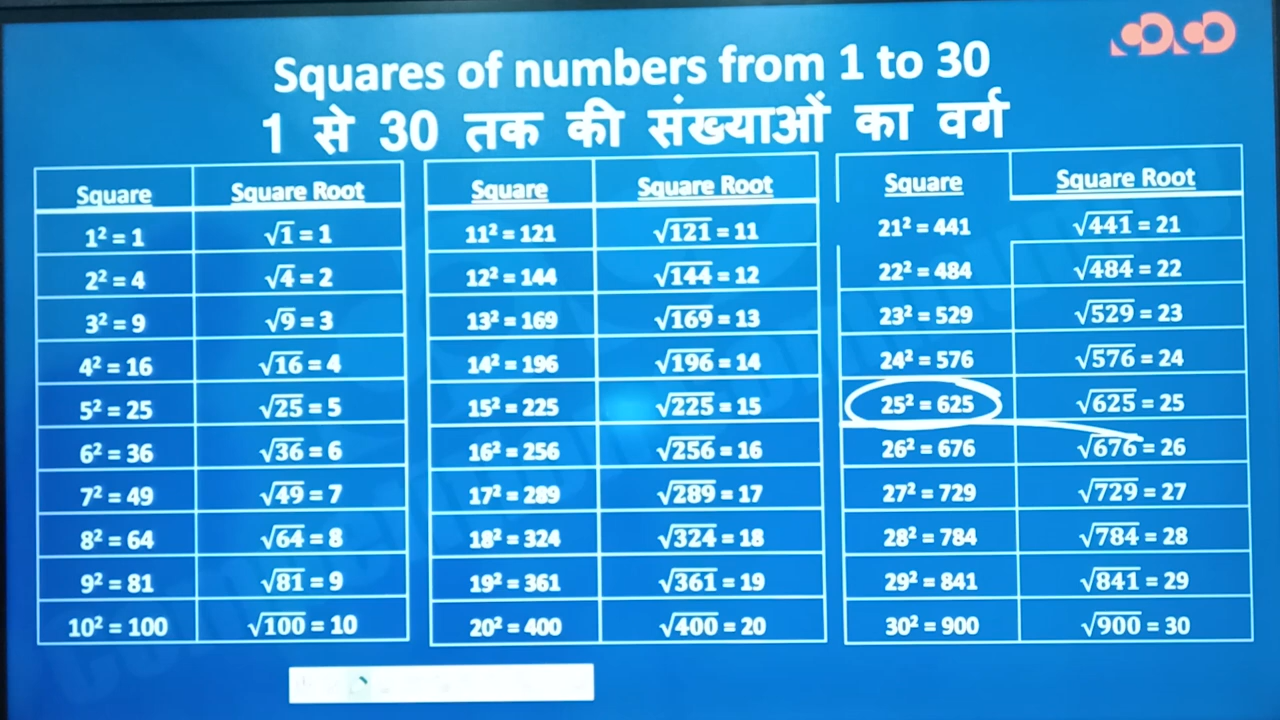 Squares of numbers from 1 to 30
1 से 30 तक की संख्याओं का वर्ग
Square Square Root
1² = 1 √1 = 1
2² = 4 √4 = 2
3² = 9 √9 = 3
4² = 16 √16 = 4
5² = 25 √25 = 5
6² = 36 √36 = 6
7² = 49 √49 = 7
8² = 64 √64 = 8
9² = 81 √81 = 9
10² = 100 √100 = 10
Square Square Root
11² = 121 √121 = 11
12² = 144 √144 = 12
13² = 169 √169 = 13
14² = 196 √196 = 14
15² = 225 √225 = 15
16² = 256 √256 = 16
17² = 289 √289 = 17
18² = 324 √324 = 18
19² = 361 √361 = 19
20² = 400 √400 = 20
Square Square Root
21² = 441 √441 = 21
22² = 484 √484 = 22
23² = 529 √529 = 23
24² = 576 √576 = 24
25² = 625 √625 = 25
26² = 676 √676 = 26
27² = 729 √729 = 27
28² = 784 √784 = 28
29² = 841 √841 = 29
30² = 900 √900 = 30